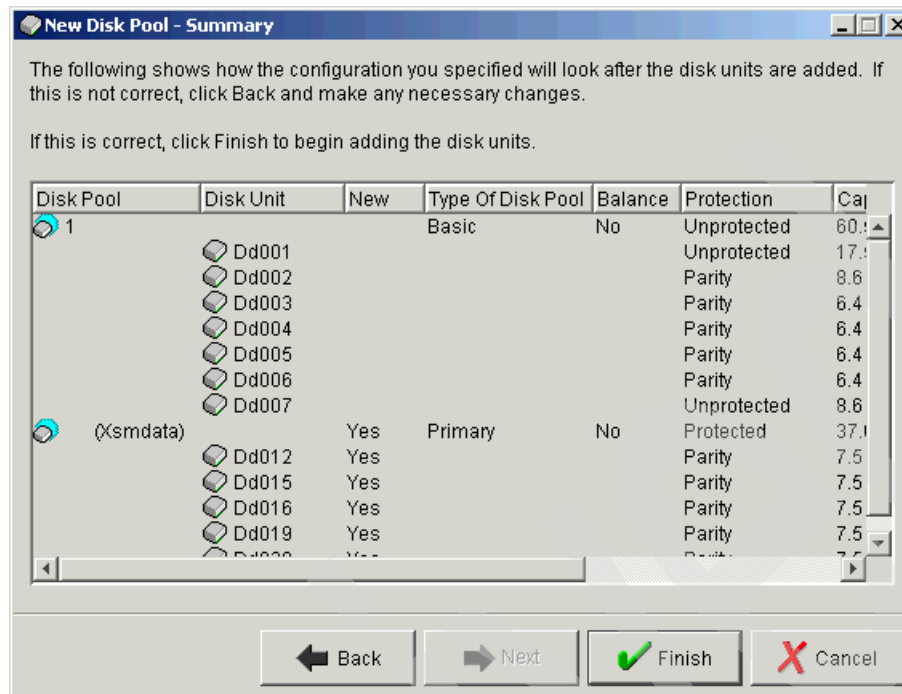 New Disk Pool - Summary
The following shows how the configuration you specified will look after the disk units are added. If
this is not correct, click Back and make any necessary changes.
If this is correct, click Finish to begin adding the disk units.
Disk Pool Disk Unit New Type Of Disk Pool Balance Protection
1 Basic No Unprotected
Dd001 Unprotected
Dd002 Parity 8.6
Dd003 Parity 6.4
Dd004 Parity 6.4
Dd005 Parity 6.4
Dd006 Parity 6.4
Dd007 Unprotected 8.6
(Xsmdata) Yes Primary No Protected
Dd012 Yes Parity 7.5
Dd015 Yes Parity 7.5
Dd016 Yes Parity 7.5
Dd019 Yes Parity 7.5
Back Next Finish Cancel